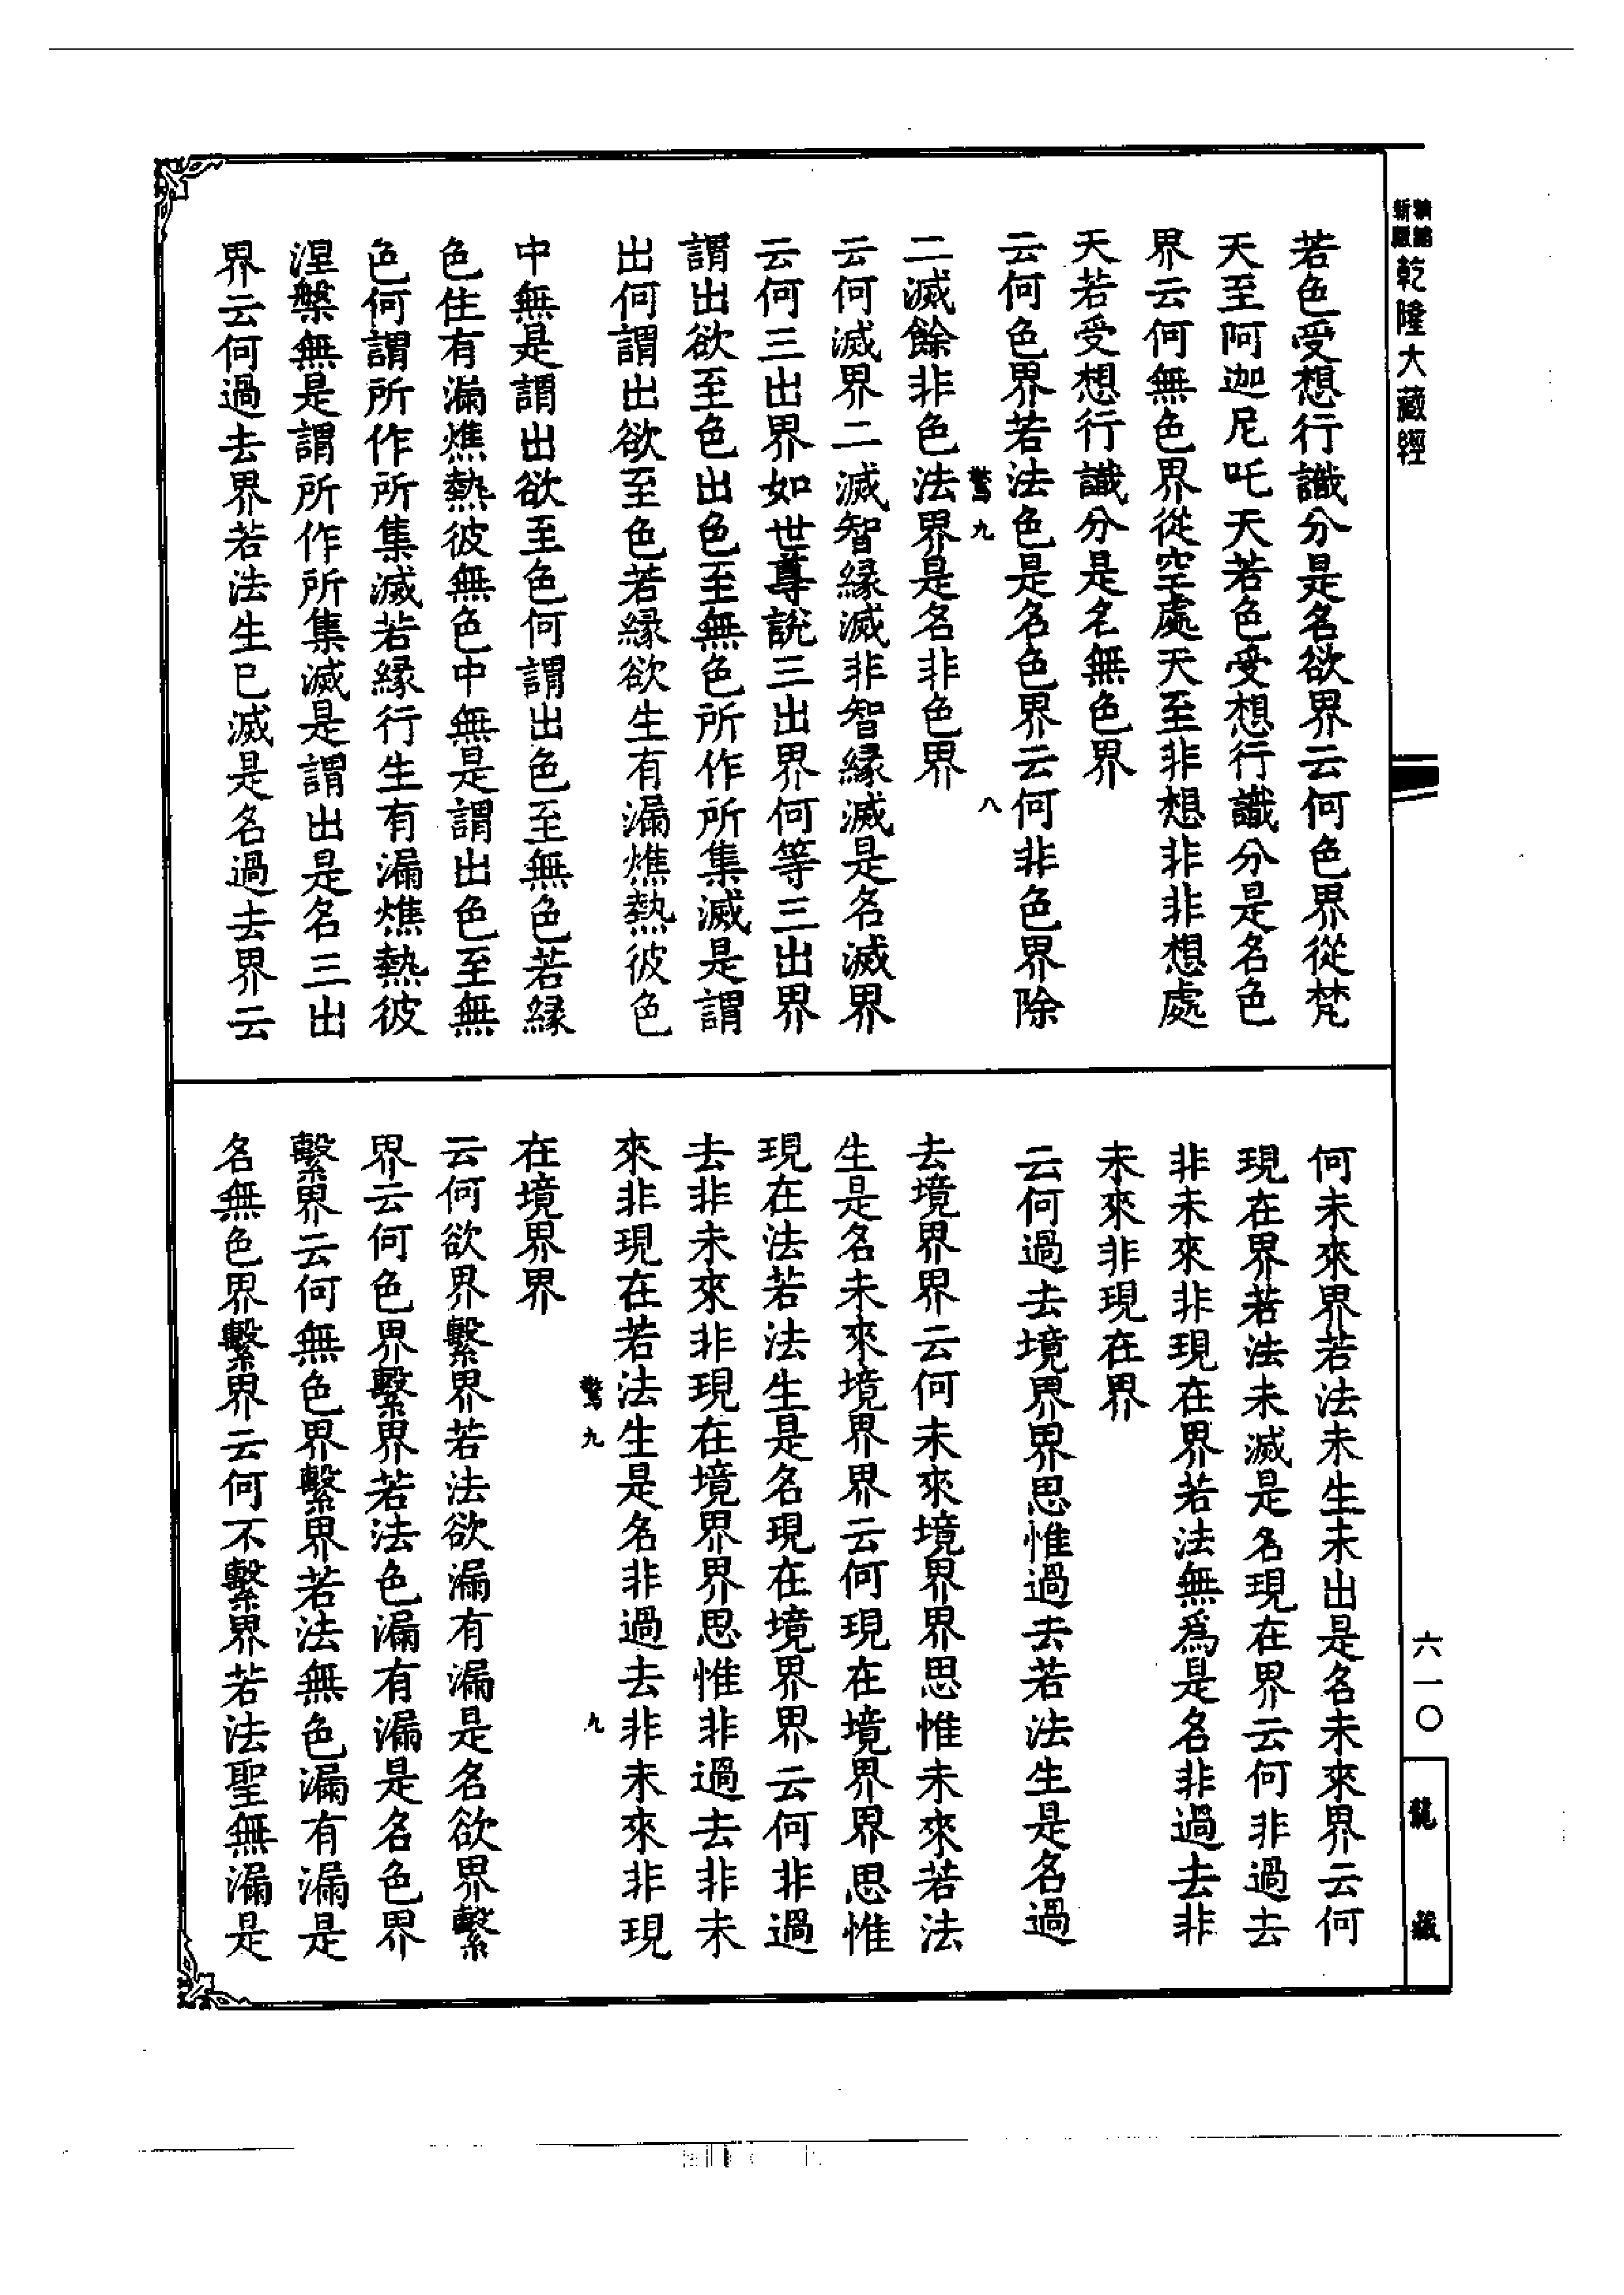 乾隆大藏經
若色受想行識分是名欲界云何色界從梵
天至阿迦尼吒天若色受想行識分是名色
界云何無色界從空處天至非想非非想處
天若受想行識分是名無色界
云何色界若法色是名色界云何非色界除
驚九 八
二滅餘非色法界是名非色界
云何滅界二滅智緣滅非智緣滅是名滅界
云何三出界如世尊說三出界何等三出界
謂出欲至色出色至無色所作所集滅是謂
出何謂出欲至色若緣欲生有漏燋熱彼色
中無是謂出欲至色何謂出色至無色若緣
色住有漏燋熱彼無色中無是謂出色至無
色何謂所作所集滅若緣行生有漏燋熱彼
涅槃無是謂所作所集滅是謂出是名三出
界云何過去界若法生已滅是名過去界云
何未來界若法未生未出是名未來界云何
現在界若法未滅是名現在界云何非過去
非未來非現在界若法無為是名非過去非
未來非現在界
云何過去境界界思惟過去若法生是名過
去境界界云何未來境界界思惟未來若法
生是名未來境界界云何現在境界界思惟
現在法若法生是名現在境界界云何非過
去非未來非現在境界界思惟非過去非未
來非現在若法生是名非過去非未來非現
驚九 九
在境界界
云何欲界繫界若法欲漏有漏是名欲界繫
界云何色界繫界若法色漏有漏是名色界
繫界云何無色界繫界若法無色漏有漏是
名無色界繫界云何不繫界若法聖無漏是
六一〇
龍藏